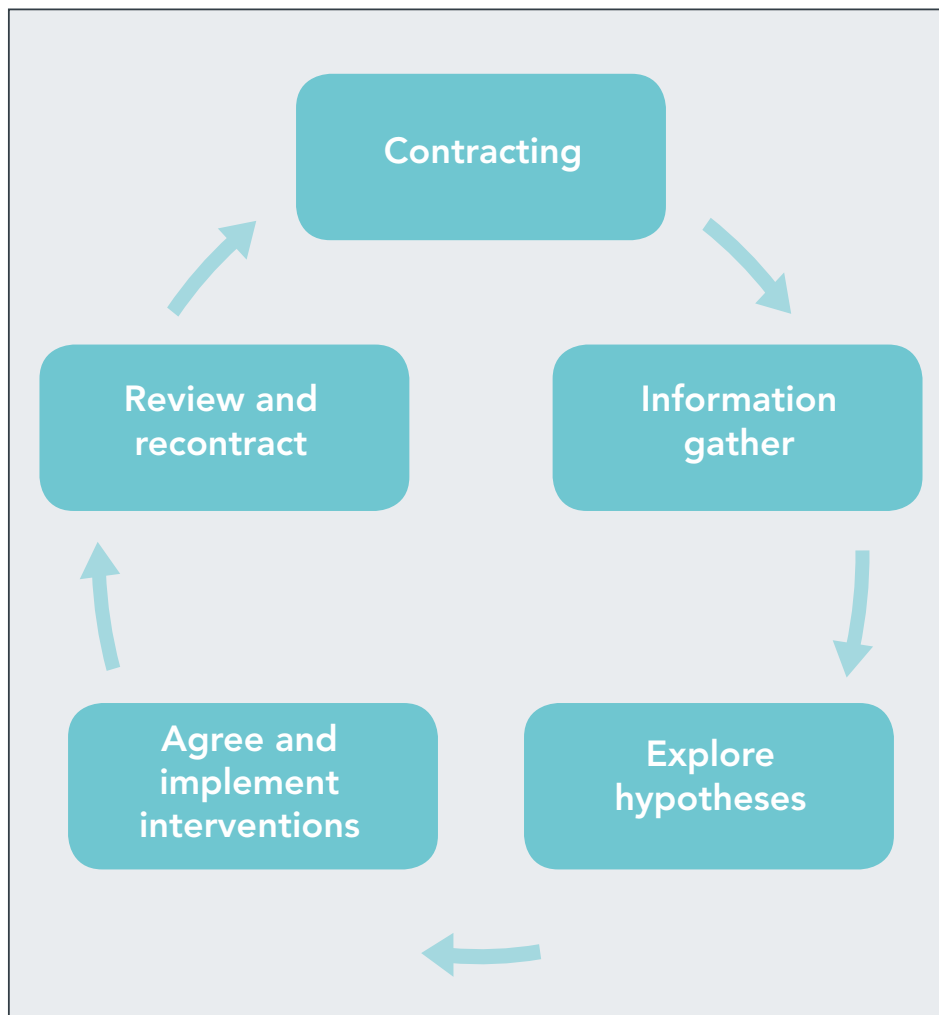 Contracting
Information
gather
Explore
hypotheses
Agree and
implement
interventions
Review and
recontract